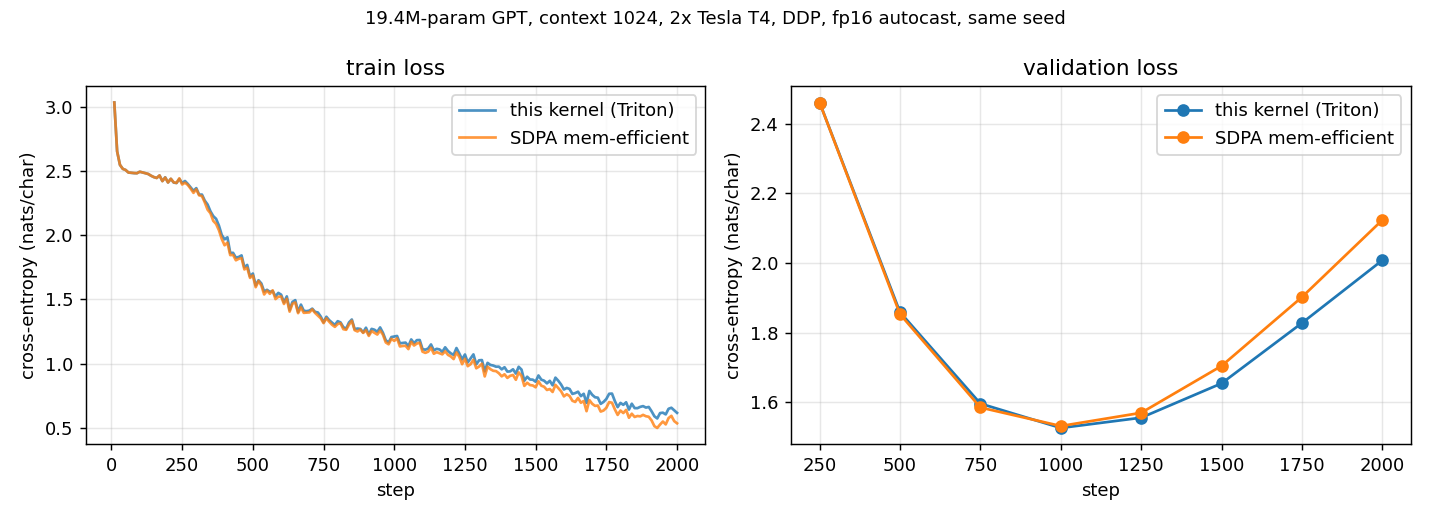 19.4M-param GPT, context 1024, 2x Tesla T4, DDP, fp16 autocast, same seed
train loss
this kernel (Triton)
SDPA mem-efficient
cross-entropy (nats/char)
3.0
2.5
2.0
1.5
1.0
0.5
0 250 500 750 1000 1250 1500 1750 2000
step
validation loss
this kernel (Triton)
SDPA mem-efficient
cross-entropy (nats/char)
2.4
2.2
2.0
1.8
1.6
250 500 750 1000 1250 1500 1750 2000
step